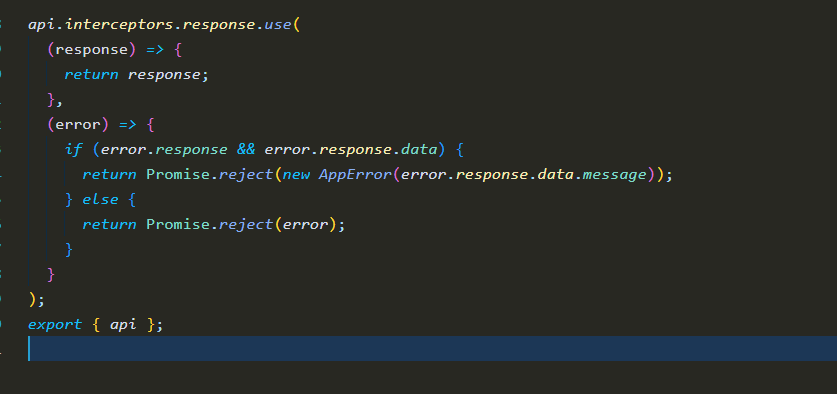 api.interceptors.response.use(
(response) => {
return response;
},
(error) => {
if (error.response && error.response.data) {
return Promise.reject(new AppError(error.response.data.message));
} else {
return Promise.reject(error);
}
}
);
export { api };